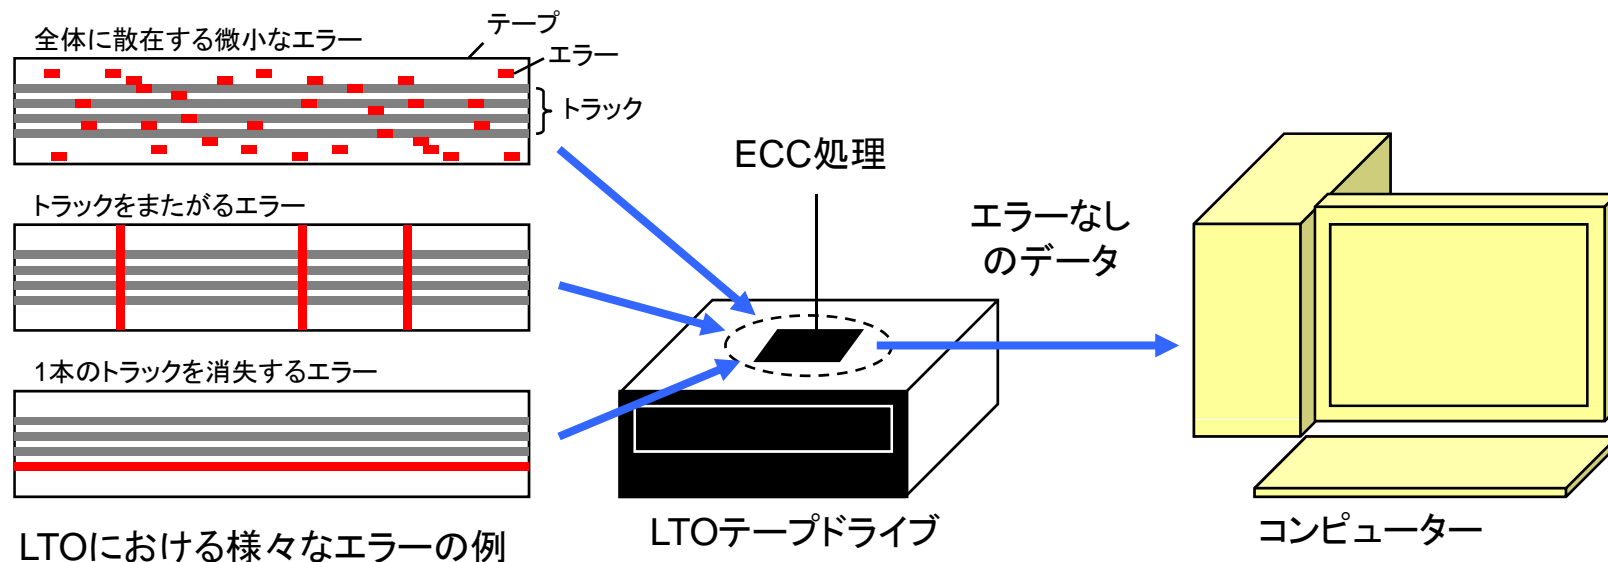 全体に散在する微小なエラー
テープ
エラー
トラック
トラックをまたがるエラー
1本のトラックを消失するエラー
LTOにおける様々なエラーの例
ECC処理
LTOテープドライブ
エラーなし
のデータ
コンピューター